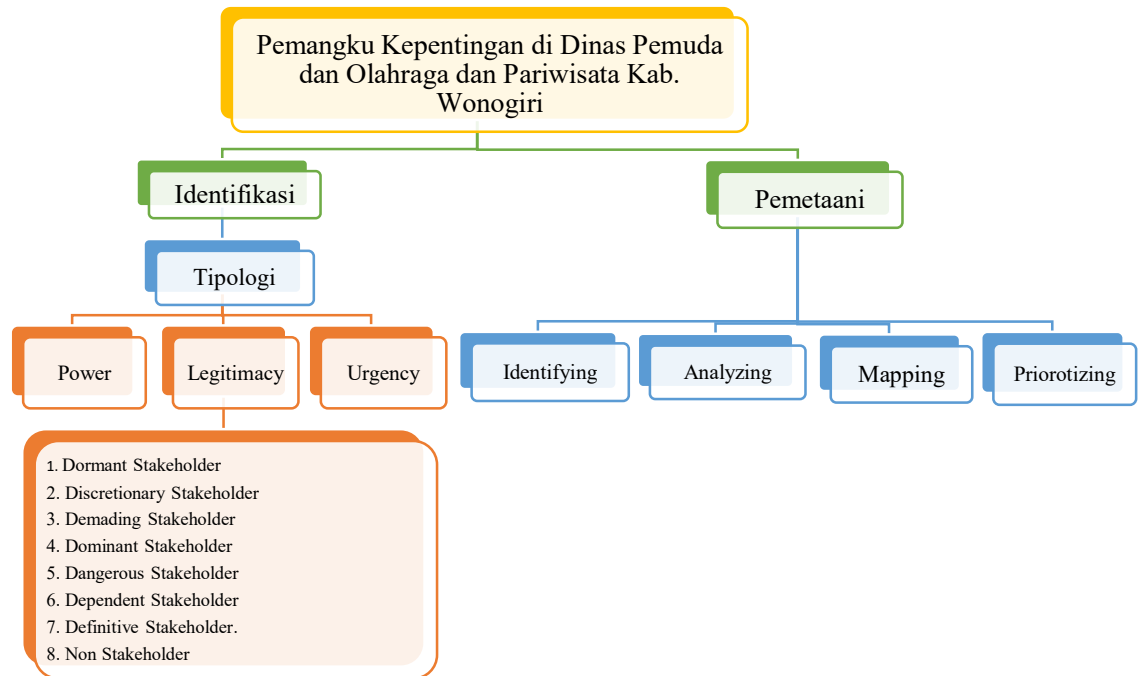 Pemangku Kepentingan di Dinas Pemuda
dan Olahraga dan Pariwisata Kab.
Wonogiri
Identifikasi
Pemetaani
Tipologi
Power
Legitimacy
Urgency
Identifying
Analyzing
Mapping
Priorotizing
1. Dormant Stakeholder
2. Discretionary Stakeholder
3. Demading Stakeholder
4. Dominant Stakeholder
5. Dangerous Stakeholder
6. Dependent Stakeholder
7. Definitive Stakeholder.
8. Non Stakeholder